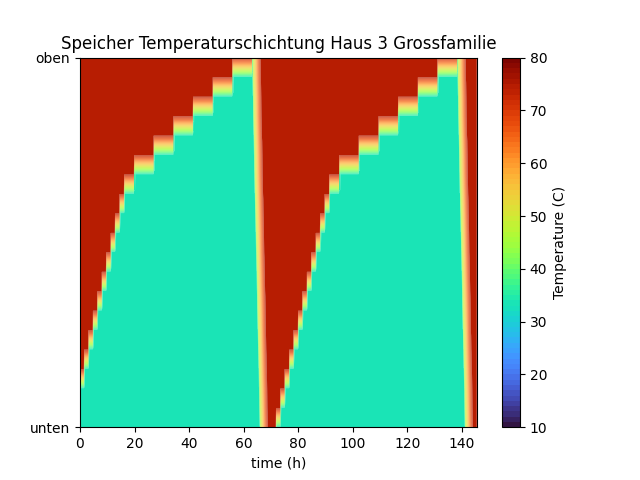 Speicher Temperaturschichtung Haus 3 Grossfamilie
oben
unten
0 20 40 60 80 100 120 140
time (h)
80
70
60
50
40
30
20
10
Temperature (C)